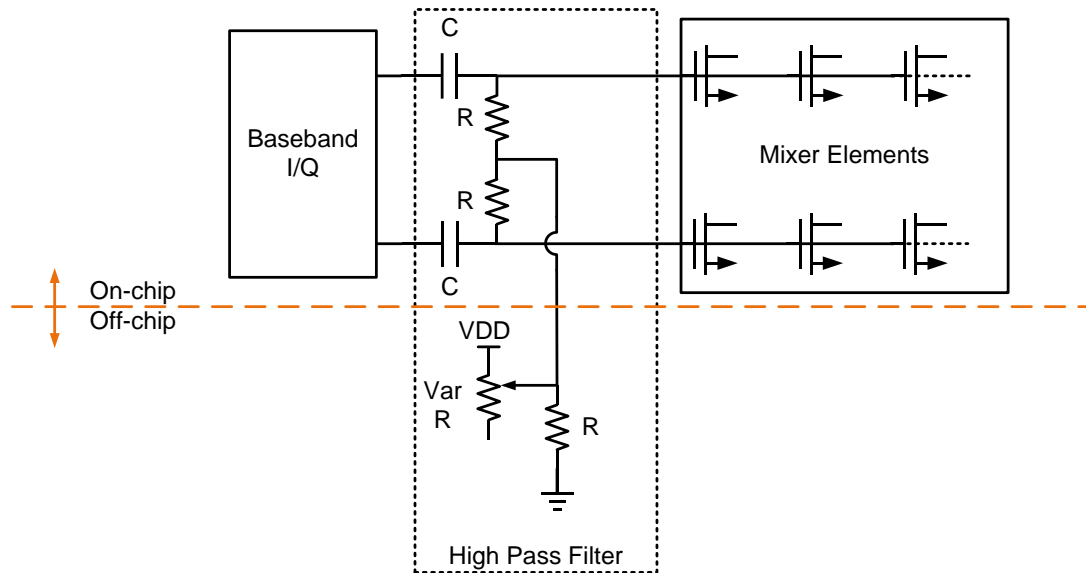 C
R
Baseband
I/Q
Mixer Elements
R
C
On-chip
Off-chip
VDD
Var
R
R
High Pass Filter